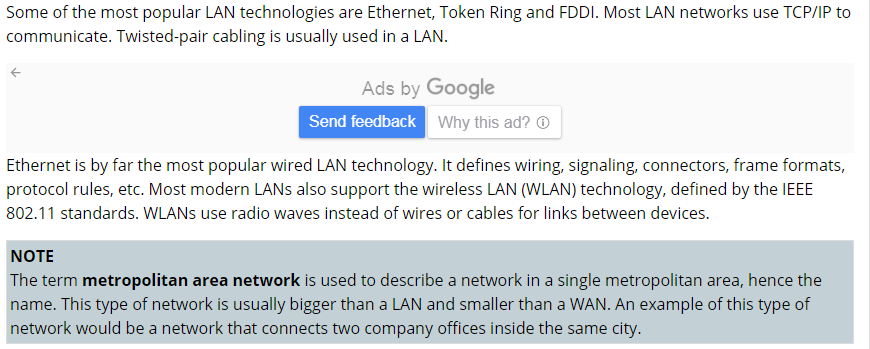 Some of the most popular LAN technologies are Ethernet, Token Ring and FDDI. Most LAN networks use TCP/IP to
communicate. Twisted-pair cabling is usually used in a LAN.
Ads by Google
Send feedback Why this ad?
Ethernet is by far the most popular wired LAN technology. It defines wiring, signaling, connectors, frame formats,
protocol rules, etc. Most modern LANs also support the wireless LAN (WLAN) technology, defined by the IEEE
802.11 standards. WLANs use radio waves instead of wires or cables for links between devices.
NOTE
The term metropolitan area network is used to describe a network in a single metropolitan area, hence the
name. This type of network is usually bigger than a LAN and smaller than a WAN. An example of this type of
network would be a network that connects two company offices inside the same city.